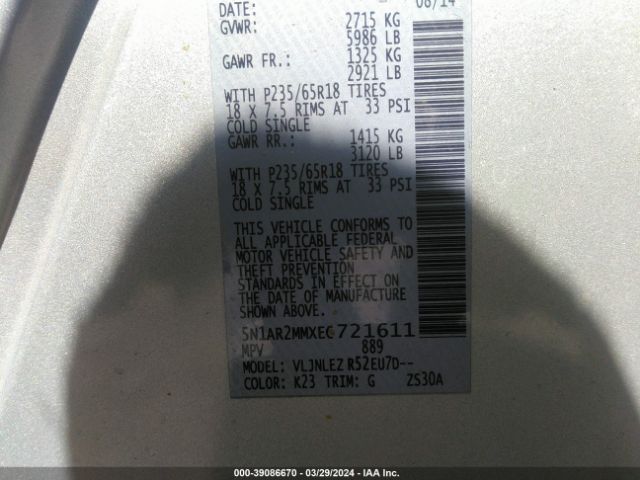 DATE: 08/14
GVWR: 2715 KG
5986 LB
GAWR FR.: 1325 KG
2921 LB
WITH P235/65R18 TIRES
18 X 7.5 RIMS AT 33 PSI
COLD SINGLE
GAWR RR.: 1415 KG
3120 LB
WITH P235/65R18 TIRES
18 X 7.5 RIMS AT 33 PSI
COLD SINGLE
THIS VEHICLE CONFORMS TO
ALL APPLICABLE FEDERAL
MOTOR VEHICLE SAFETY AND
THEFT PREVENTION
STANDARDS IN EFFECT ON
THE DATE OF MANUFACTURE
SHOWN ABOVE.
5N1AR2MMXEC721611
MPV 889
MODEL: VLJNLEZ R52EU7D--
COLOR: K23 TRIM: G ZS30A
000-39086670 - 03/29/2024 - IAA Inc.